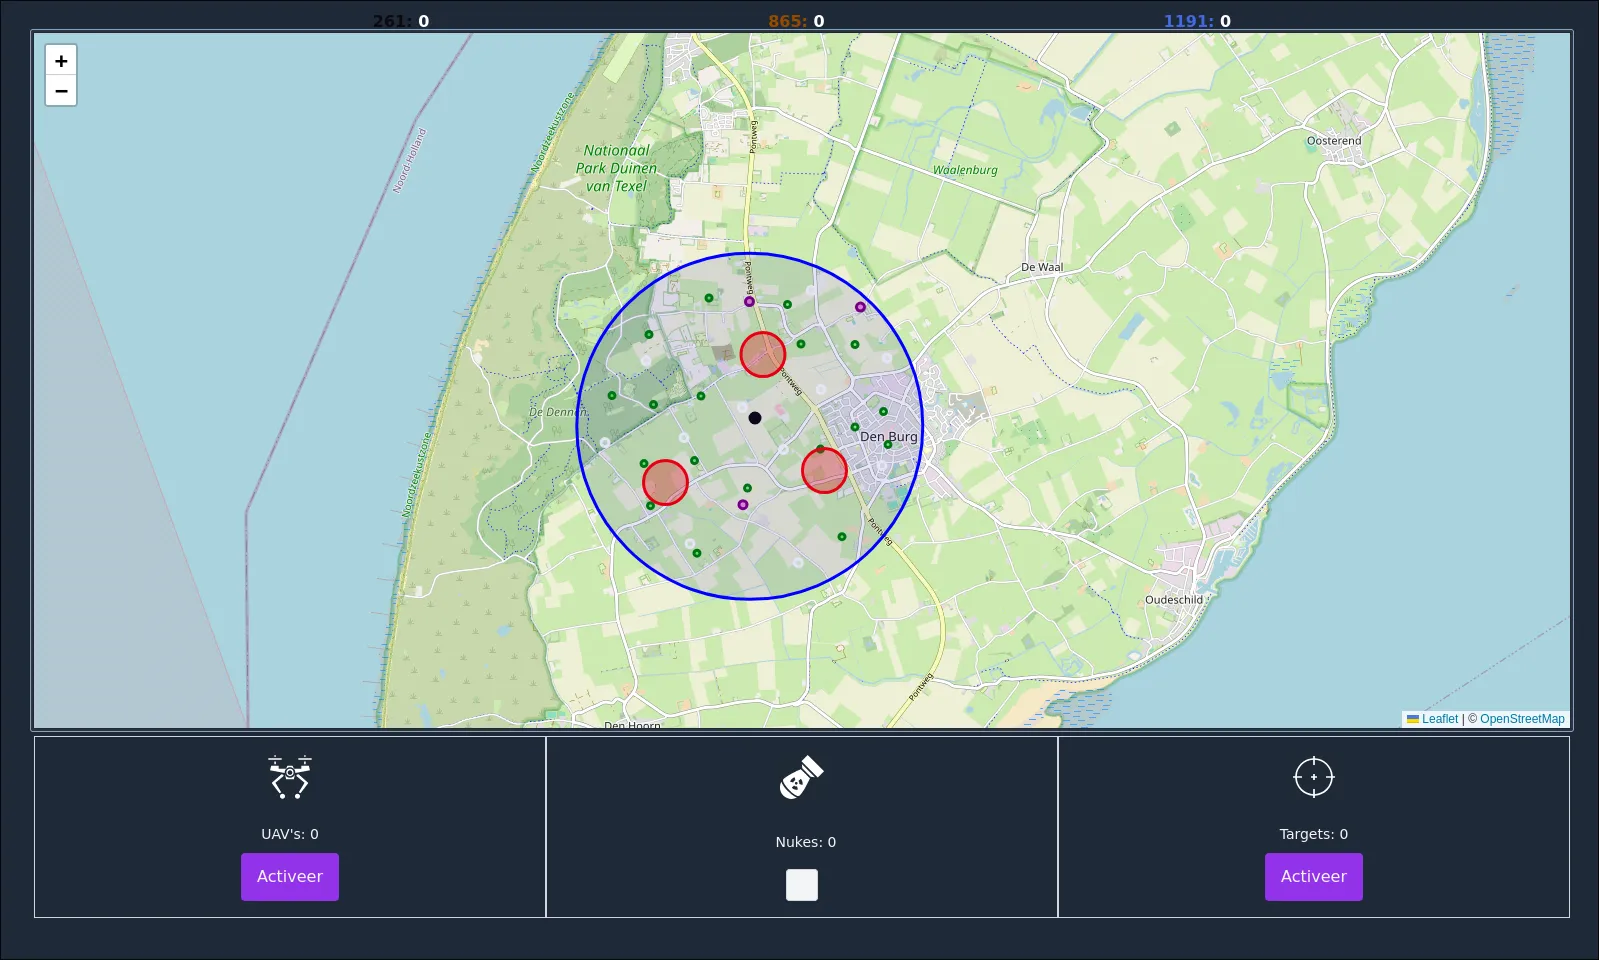 261: 0
865: 0
1191: 0
+
−
Noordzeekustzone
Noord-Holland
Pontweg
Nationaal
Park Duinen
van Texel
Waalenburg
Oosterend
De Waal
Pontweg
Pontweg
De Dennen
Den Burg
Noordzeekustzone
Pontweg
Oudeschild
Pontweg
Den Hoorn
Leaflet | © OpenStreetMap
UAV's: 0
Nukes: 0
Targets: 0
Activeer
Activeer